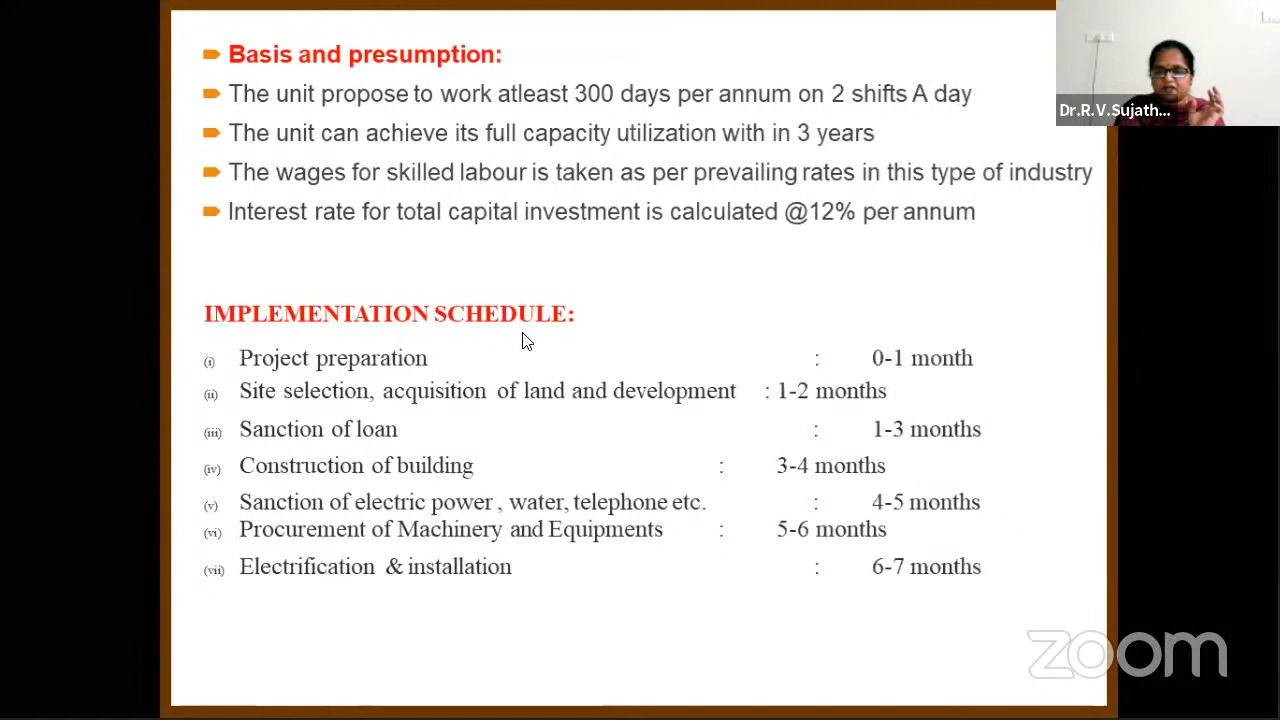 Basis and presumption:
The unit propose to work atleast 300 days per annum on 2 shifts A day
The unit can achieve its full capacity utilization with in 3 years
The wages for skilled labour is taken as per prevailing rates in this type of industry
Interest rate for total capital investment is calculated @12% per annum
IMPLEMENTATION SCHEDULE:
(i) Project preparation : 0-1 month
(ii) Site selection, acquisition of land and development : 1-2 months
(iii) Sanction of loan : 1-3 months
(iv) Construction of building : 3-4 months
(v) Sanction of electric power , water, telephone etc. : 4-5 months
(vi) Procurement of Machinery and Equipments : 5-6 months
(vii) Electrification & installation : 6-7 months
Dr.R.V.Sujath...
zoom